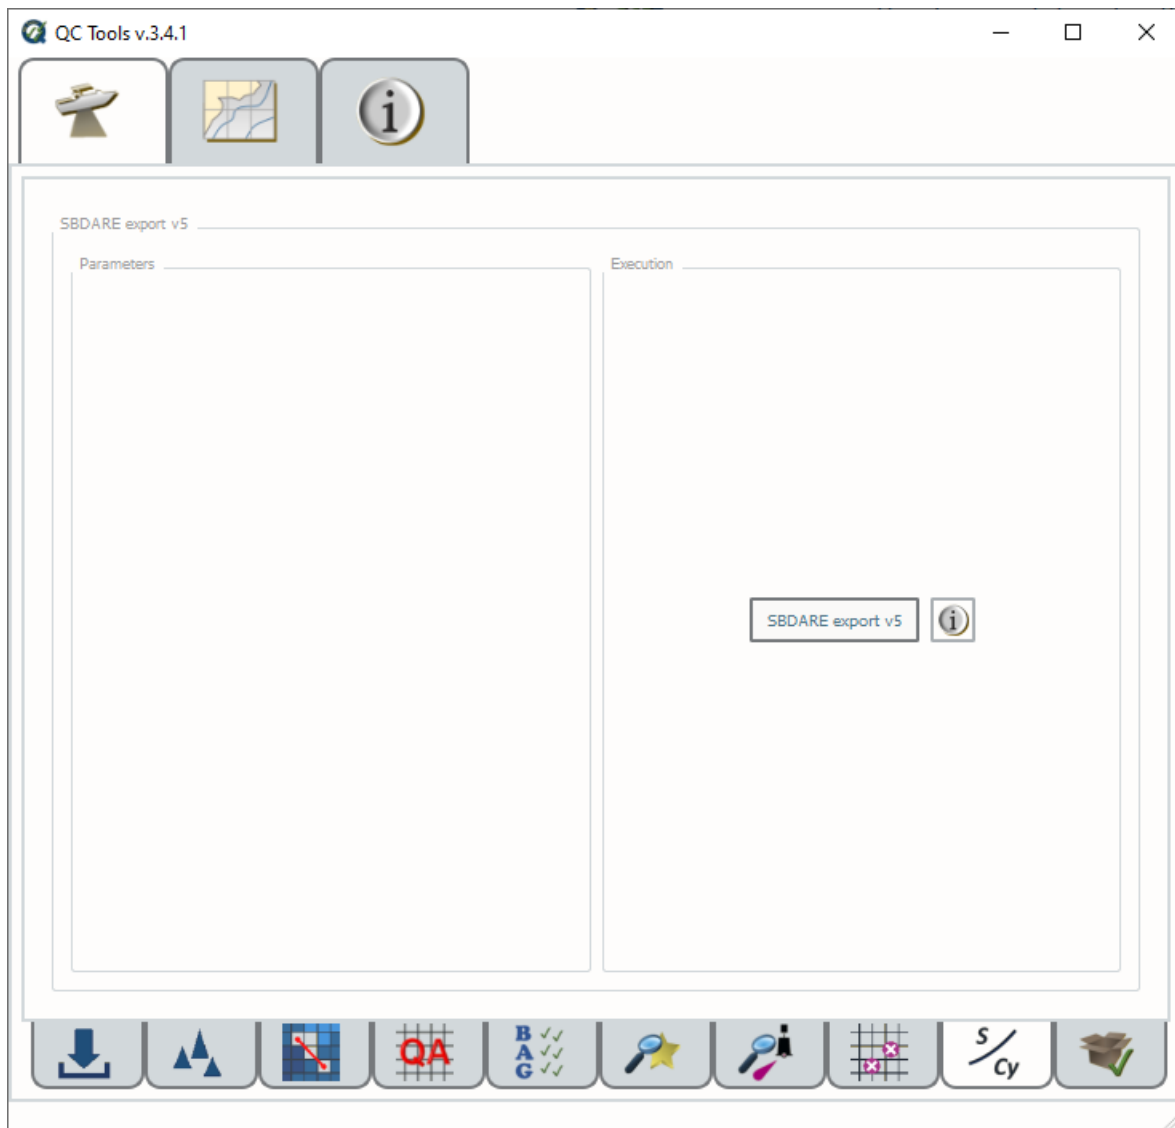 QC Tools v.3.4.1
i
SBDARE export v5
Parameters
Execution
SBDARE export v5
i
QA
B
A
G
S/Cy